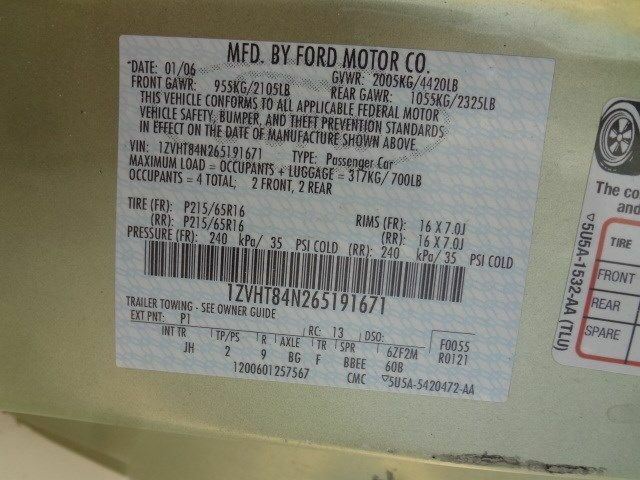 MFD. BY FORD MOTOR CO.
DATE: 01/06 GVWR: 2005KG/4420LB
FRONT GAWR: 955KG/2105LB REAR GAWR: 1055KG/2325LB
THIS VEHICLE CONFORMS TO ALL APPLICABLE FEDERAL MOTOR
VEHICLE SAFETY, BUMPER, AND THEFT PREVENTION STANDARDS
IN EFFECT ON THE DATE OF MANUFACTURE SHOWN ABOVE.
VIN: 1ZVHT84N265191671 TYPE: Passenger Car
MAXIMUM LOAD = OCCUPANTS + LUGGAGE = 317KG/700LB
OCCUPANTS = 4 TOTAL; 2 FRONT, 2 REAR
TIRE (FR): P215/65R16 RIMS (FR): 16 X 7.0J
(RR): P215/65R16 (RR): 16 X 7.0J
PRESSURE (FR): 240 kPa/ 35 PSI COLD (RR): 240 kPa/ 35 PSI COLD
1ZVHT84N265191671
TRAILER TOWING - SEE OWNER GUIDE
EXT PNT: P1 RC: 13 DSO: F0055
INT TR TP/PS R AXLE TR SPR 6ZF2M R0121
JH 2 9 BG F BBEE 60B
1200601257567 CMC ▽5U5A-5420472-AA
The co
and
TIRE
FRONT
REAR
SPARE
▽5U5A-1532-AA (TLU)